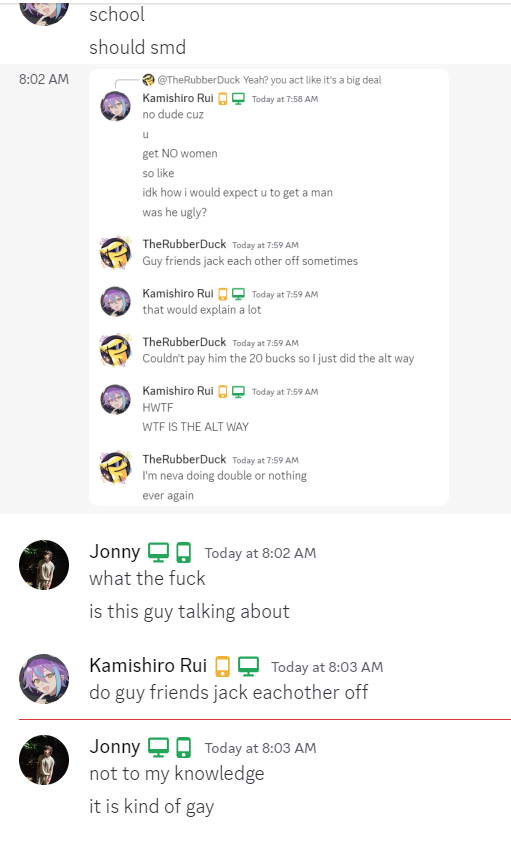 school
should smd
8:02 AM
@TheRubberDuck Yeah? you act like it's a big deal
Kamishiro Rui Today at 7:58 AM
no dude cuz
u
get NO women
so like
idk how i would expect u to get a man
was he ugly?
TheRubberDuck Today at 7:59 AM
Guy friends jack each other off sometimes
Kamishiro Rui Today at 7:59 AM
that would explain a lot
TheRubberDuck Today at 7:59 AM
Couldn't pay him the 20 bucks so I just did the alt way
Kamishiro Rui Today at 7:59 AM
HWTF
WTF IS THE ALT WAY
TheRubberDuck Today at 7:59 AM
I'm neva doing double or nothing
ever again
Jonny Today at 8:02 AM
what the fuck
is this guy talking about
Kamishiro Rui Today at 8:03 AM
do guy friends jack eachother off
Jonny Today at 8:03 AM
not to my knowledge
it is kind of gay